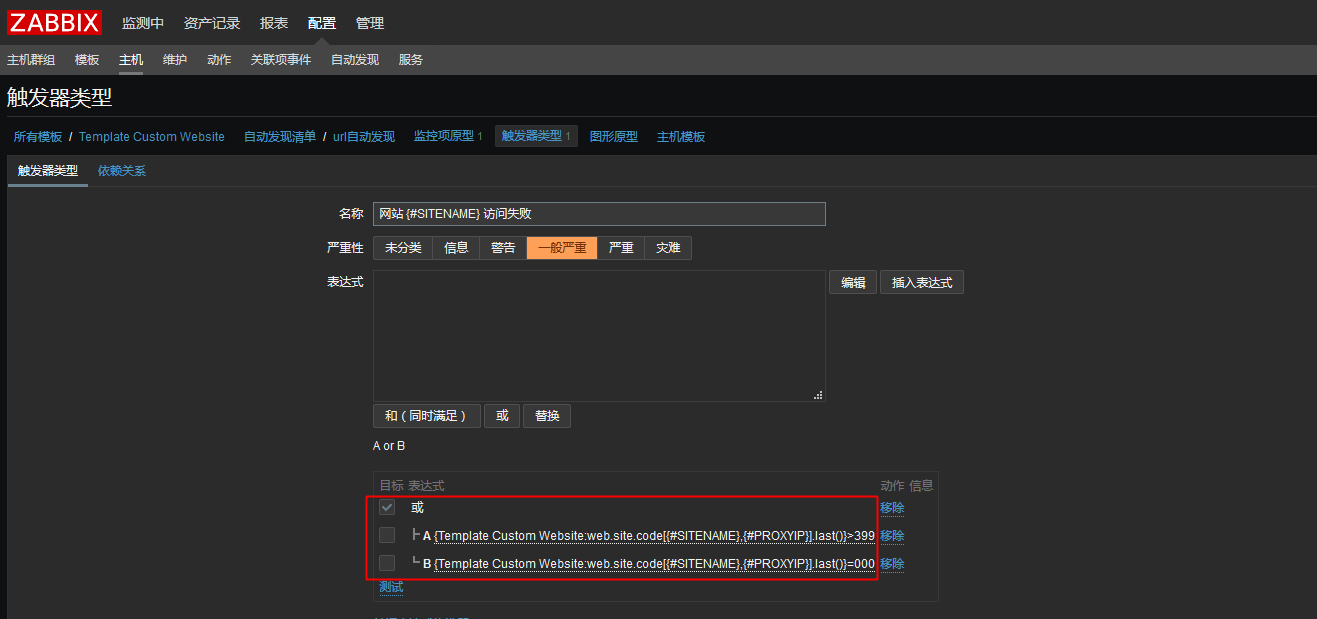 ZABBIX 监测中 资产记录 报表 配置 管理
主机群组 模板 主机 维护 动作 关联项事件 自动发现 服务
触发器类型
所有模板 / Template Custom Website 自动发现清单 / url自动发现 监控项原型 1 触发器类型 1 图形原型 主机模板
触发器类型 依赖关系
名称 网站 {#SITENAME} 访问失败
严重性 未分类 信息 警告 一般严重 严重 灾难
表达式 编辑 插入表达式
和 ( 同时满足 ) 或 替换
A or B
目标 表达式 动作 信息
或 移除
A {Template Custom Website:web.site.code[{#SITENAME},{#PROXYIP}].last()}>399 移除
B {Template Custom Website:web.site.code[{#SITENAME},{#PROXYIP}].last()}=000 移除
测试